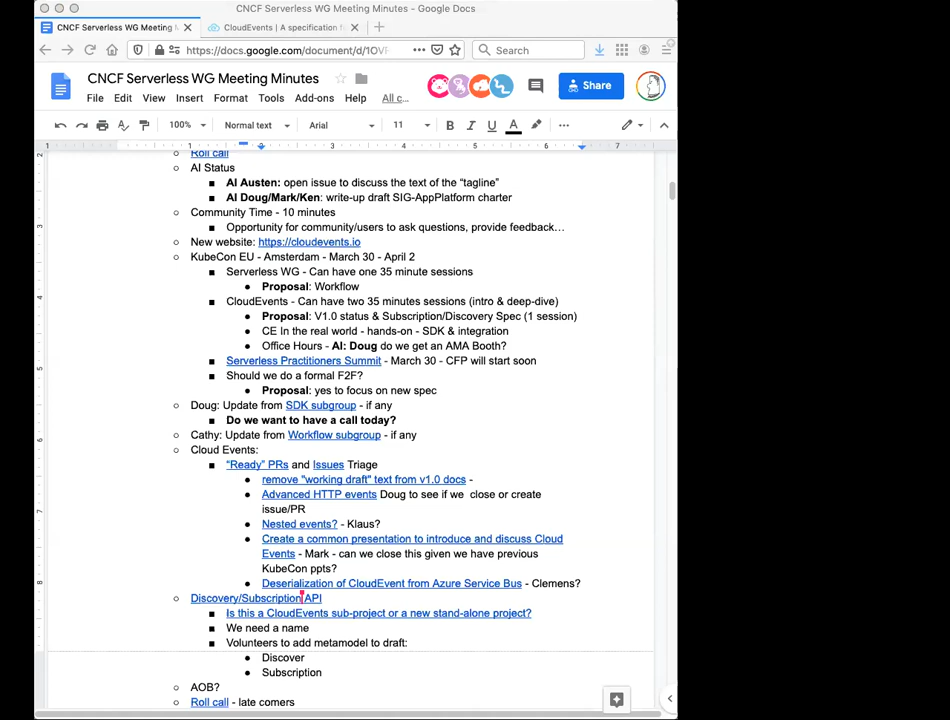 CNCF Serverless WG Meeting Minutes - Google Docs
CNCF Serverless WG Meeting M
CloudEvents | A specification f
https://docs.google.com/document/d/1OVF
Search
CNCF Serverless WG Meeting Minutes
File Edit View Insert Format Tools Add-ons Help All c...
Share
100% Normal text Arial 11 B I U A
1 1 2 3 4 5 6 7
Roll call
AI Status
AI Austen: open issue to discuss the text of the “tagline”
AI Doug/Mark/Ken: write-up draft SIG-AppPlatform charter
Community Time - 10 minutes
Opportunity for community/users to ask questions, provide feedback…
New website: https://cloudevents.io
KubeCon EU - Amsterdam - March 30 - April 2
Serverless WG - Can have one 35 minute sessions
Proposal: Workflow
CloudEvents - Can have two 35 minutes sessions (intro & deep-dive)
Proposal: V1.0 status & Subscription/Discovery Spec (1 session)
CE In the real world - hands-on - SDK & integration
Office Hours - AI: Doug do we get an AMA Booth?
Serverless Practitioners Summit - March 30 - CFP will start soon
Should we do a formal F2F?
Proposal: yes to focus on new spec
Doug: Update from SDK subgroup - if any
Do we want to have a call today?
Cathy: Update from Workflow subgroup - if any
Cloud Events:
“Ready” PRs and Issues Triage
remove "working draft" text from v1.0 docs -
Advanced HTTP events Doug to see if we close or create
issue/PR
Nested events? - Klaus?
Create a common presentation to introduce and discuss Cloud
Events - Mark - can we close this given we have previous
KubeCon ppts?
Deserialization of CloudEvent from Azure Service Bus - Clemens?
Discovery/Subscription API
Is this a CloudEvents sub-project or a new stand-alone project?
We need a name
Volunteers to add metamodel to draft:
Discover
Subscription
AOB?
Roll call - late comers